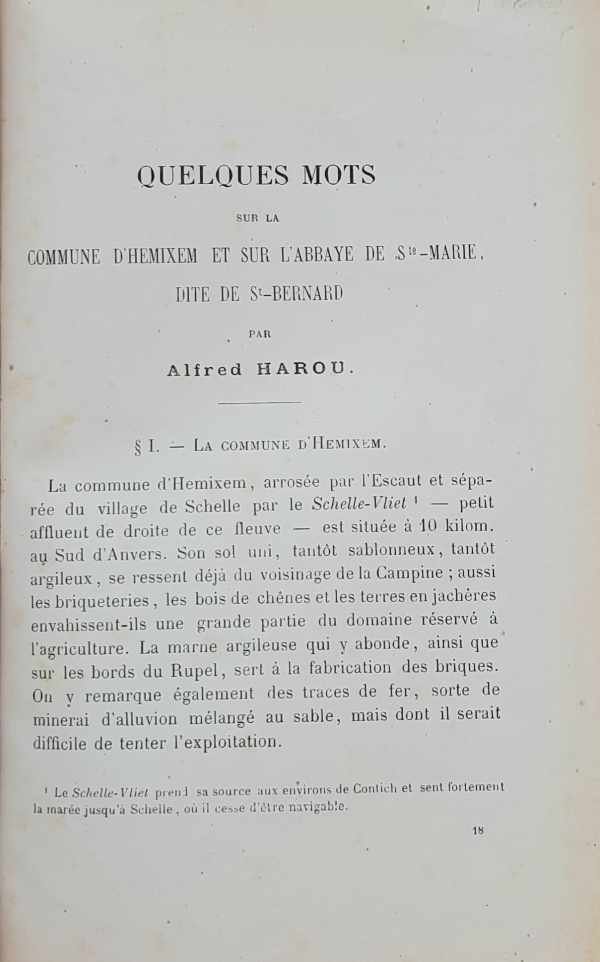 QUELQUES MOTS
SUR LA
COMMUNE D'HEMIXEM ET SUR L'ABBAYE DE Ste-MARIE,
DITE DE St-BERNARD
PAR
Alfred HAROU.
§ I. — LA COMMUNE D'HEMIXEM.
La commune d'Hemixem, arrosée par l'Escaut et sépa-
rée du village de Schelle par le Schelle-Vliet ¹ — petit
affluent de droite de ce fleuve — est située à 10 kilom.
au Sud d'Anvers. Son sol uni, tantôt sablonneux, tantôt
argileux, se ressent déjà du voisinage de la Campine ; aussi
les briqueteries, les bois de chênes et les terres en jachères
envahissent-ils une grande partie du domaine réservé à
l'agriculture. La marne argileuse qui y abonde, ainsi que
sur les bords du Rupel, sert à la fabrication des briques.
On y remarque également des traces de fer, sorte de
minerai d'alluvion mélangé au sable, mais dont il serait
difficile de tenter l'exploitation.
¹ Le Schelle-Vliet prend sa source aux environs de Contich et sent fortement
la marée jusqu'à Schelle, où il cesse d'être navigable.
18